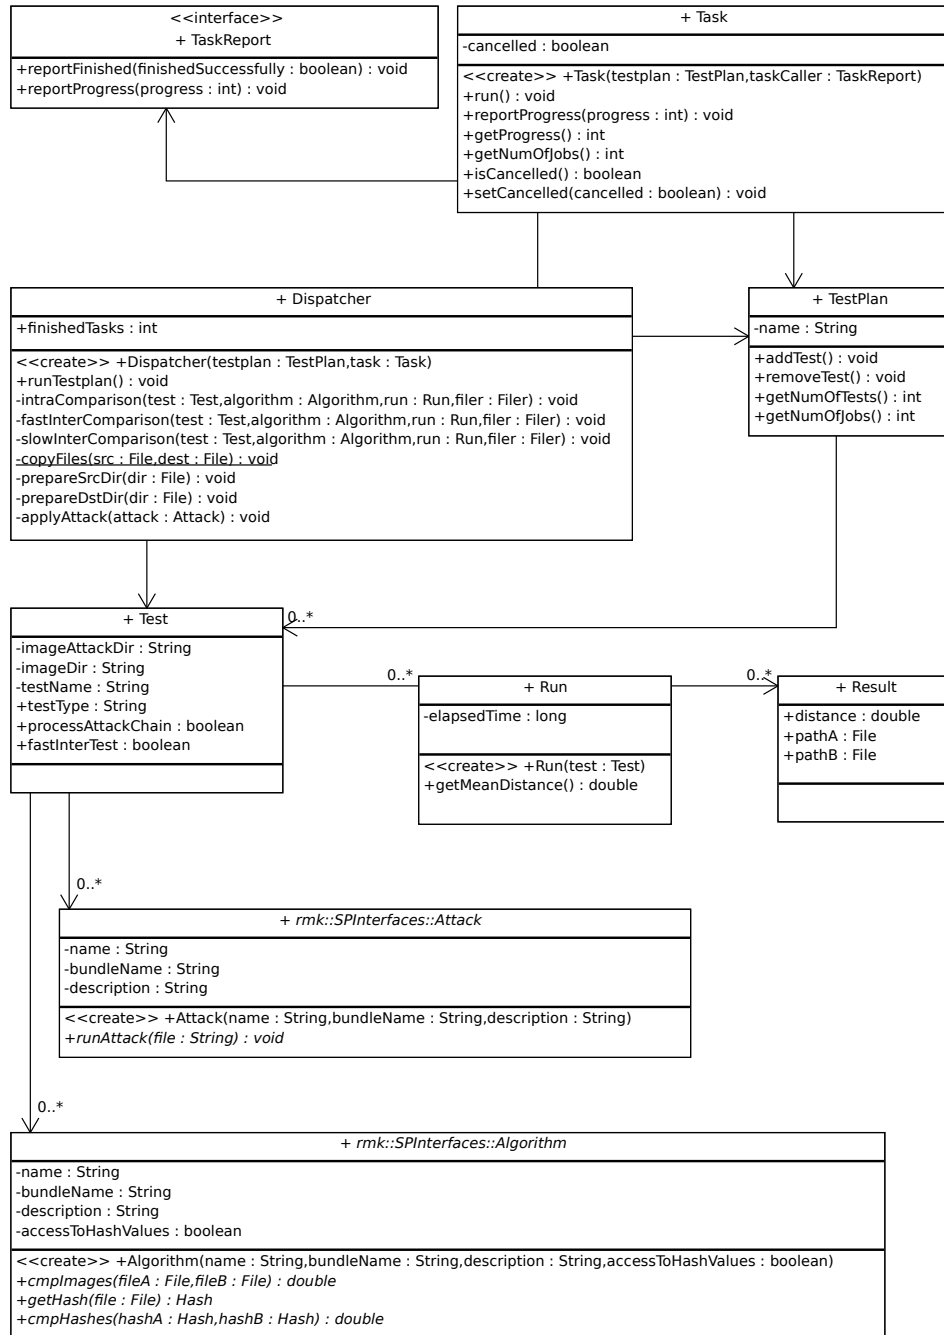 <<interface>>
+ TaskReport
+reportFinished(finishedSuccessfully : boolean) : void
+reportProgress(progress : int) : void
+ Task
-cancelled : boolean
<<create>> +Task(testplan : TestPlan,taskCaller : TaskReport)
+run() : void
+reportProgress(progress : int) : void
+getProgress() : int
+getNumOfJobs() : int
+isCancelled() : boolean
+setCancelled(cancelled : boolean) : void
+ Dispatcher
+finishedTasks : int
<<create>> +Dispatcher(testplan : TestPlan,task : Task)
+runTestplan() : void
-intraComparison(test : Test,algorithm : Algorithm,run : Run,filer : Filer) : void
-fastInterComparison(test : Test,algorithm : Algorithm,run : Run,filer : Filer) : void
-slowInterComparison(test : Test,algorithm : Algorithm,run : Run,filer : Filer) : void
-copyFiles(src : File,dest : File) : void
-prepareSrcDir(dir : File) : void
-prepareDstDir(dir : File) : void
-applyAttack(attack : Attack) : void
+ TestPlan
-name : String
+addTest() : void
+removeTest() : void
+getNumOfTests() : int
+getNumOfJobs() : int
0..*
+ Test
-imageAttackDir : String
-imageDir : String
-testName : String
+testType : String
+processAttackChain : boolean
+fastInterTest : boolean
0..*
+ Run
-elapsedTime : long
<<create>> +Run(test : Test)
+getMeanDistance() : double
0..*
+ Result
+distance : double
+pathA : File
+pathB : File
0..*
+ rmk::SPInterfaces::Attack
-name : String
-bundleName : String
-description : String
<<create>> +Attack(name : String,bundleName : String,description : String)
+runAttack(file : String) : void
0..*
+ rmk::SPInterfaces::Algorithm
-name : String
-bundleName : String
-description : String
-accessToHashValues : boolean
<<create>> +Algorithm(name : String,bundleName : String,description : String,accessToHashValues : boolean)
+cmpImages(fileA : File,fileB : File) : double
+getHash(file : File) : Hash
+cmpHashes(hashA : Hash,hashB : Hash) : double